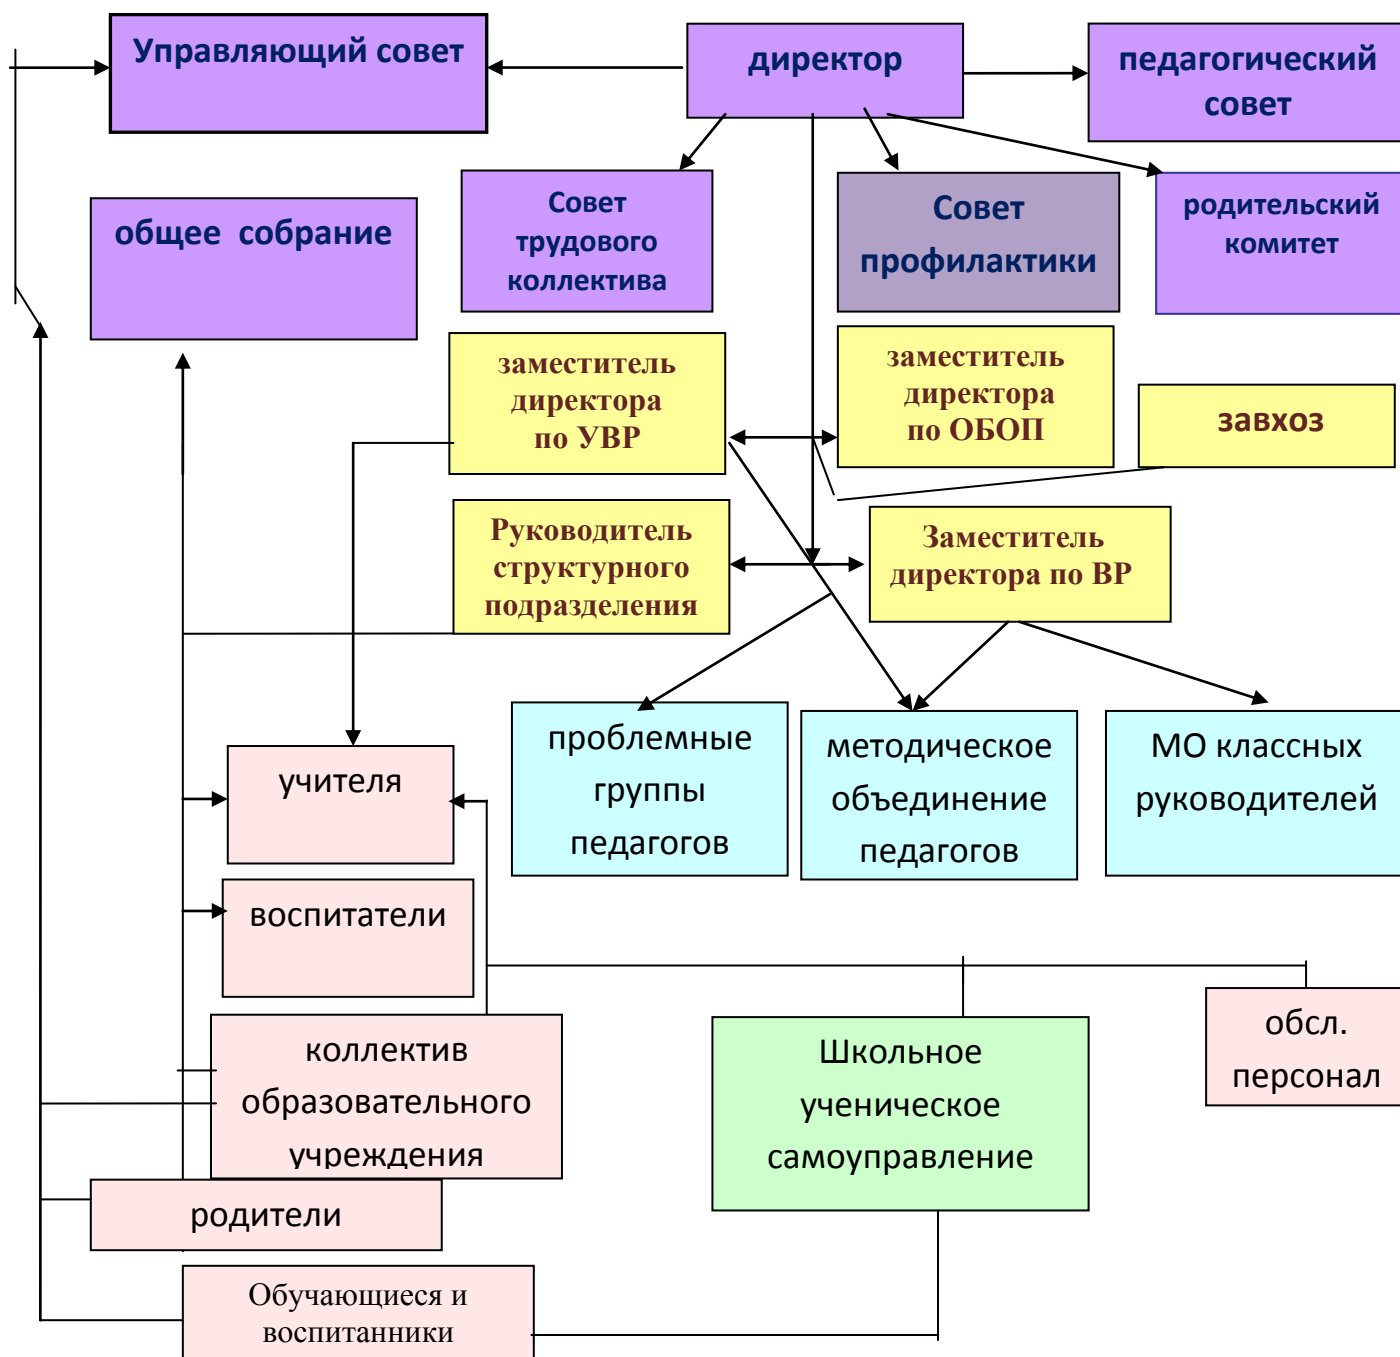 Управляющий совет
директор
педагогический
совет
общее собрание
Совет
трудового
коллектива
Совет
профилактики
родительский
комитет
заместитель
директора
по УВР
заместитель
директора
по ОБОП
завхоз
Руководитель
структурного
подразделения
Заместитель
директора по ВР
проблемные
группы
педагогов
методическое
объединение
педагогов
МО классных
руководителей
учителя
воспитатели
коллектив
образовательного
учреждения
Школьное
ученическое
самоуправление
обсл.
персонал
родители
Обучающиеся и
воспитанники